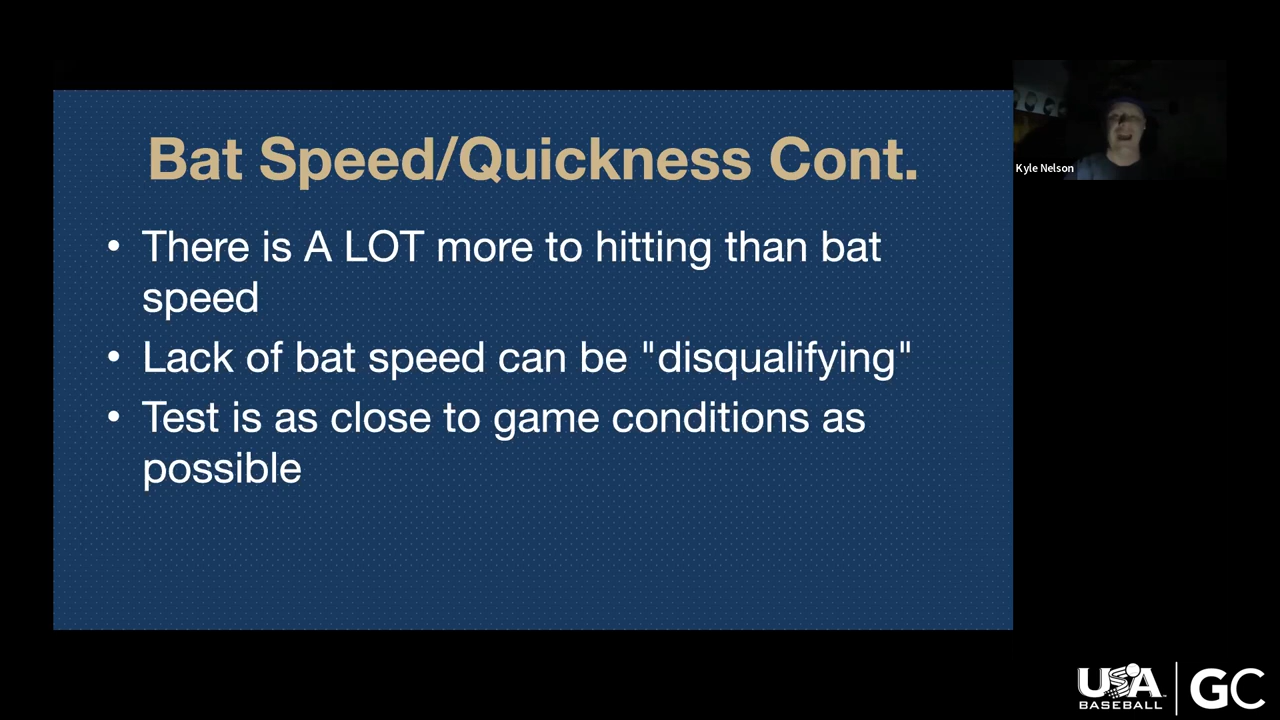 Bat Speed/Quickness Cont.
• There is A LOT more to hitting than bat
speed
• Lack of bat speed can be "disqualifying"
• Test is as close to game conditions as
possible
Kyle Nelson
USA
BASEBALL
GC